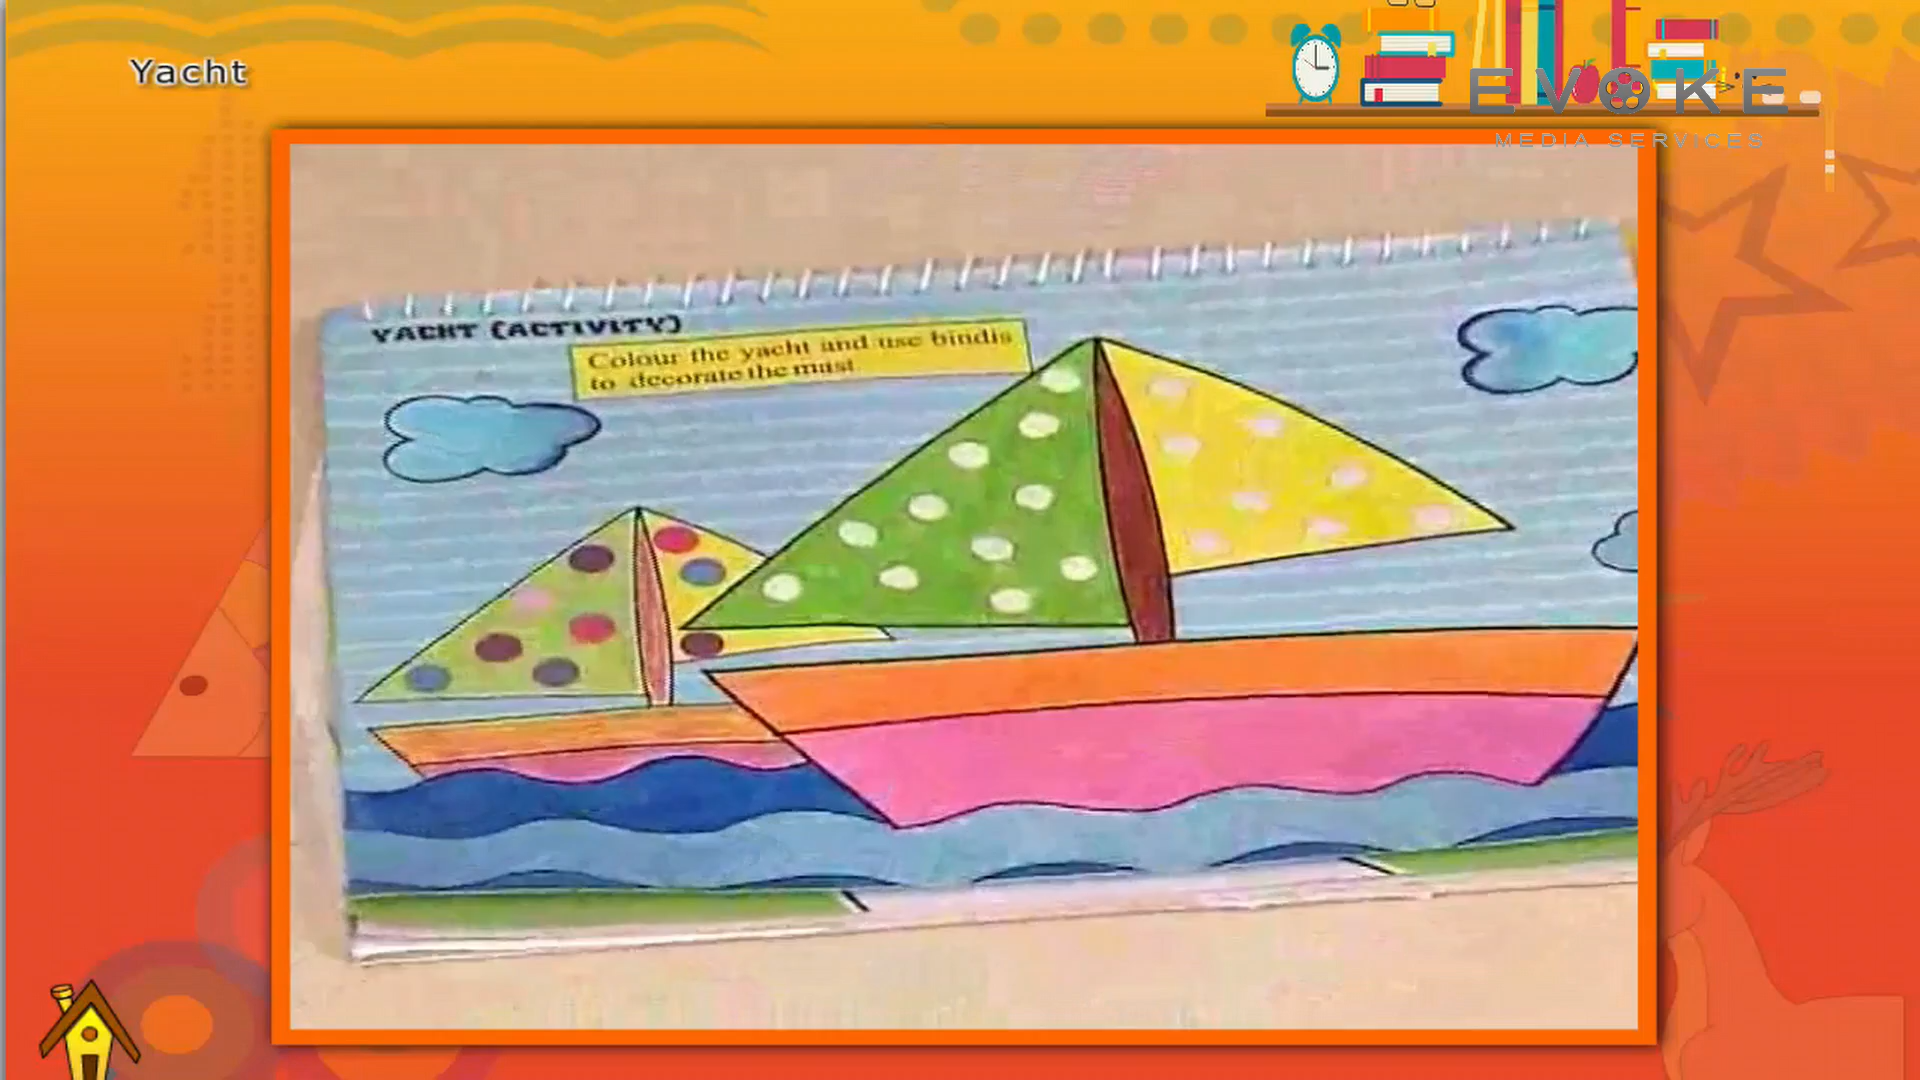 Yacht
EVOKE
MEDIA SERVICES
YACHT (ACTIVITY)
Colour the yacht and use bindis
to decorate the mast